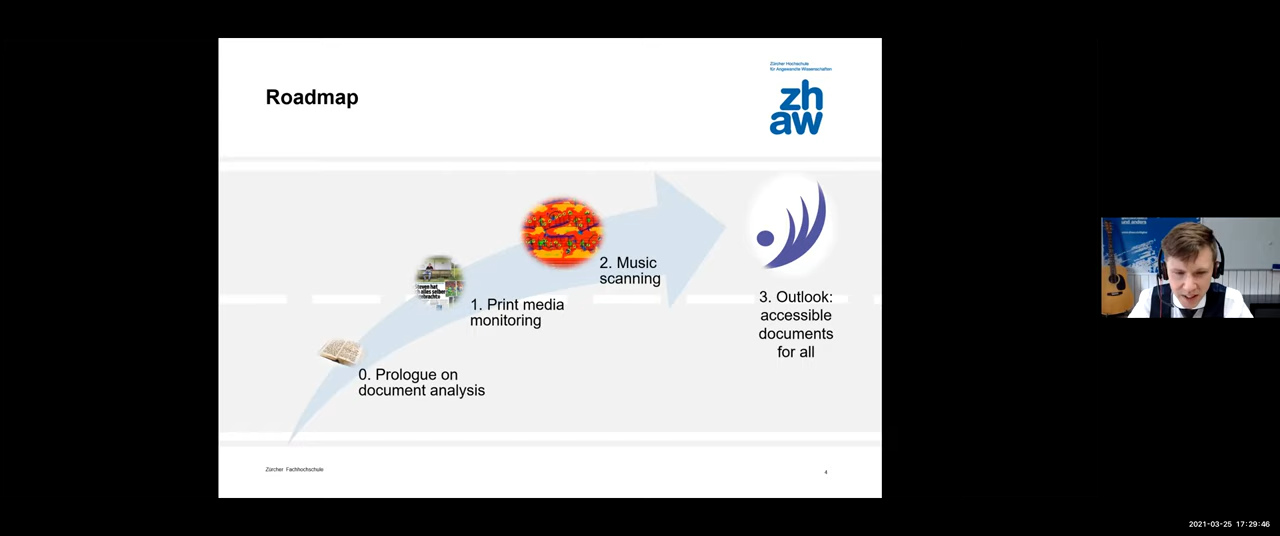 Zürcher Hochschule
für Angewandte Wissenschaften
zh
aw
Roadmap
2. Music
scanning
1. Print media
monitoring
3. Outlook:
accessible
documents
for all
0. Prologue on
document analysis
Zürcher Fachhochschule
4
2021-03-25 17:29:46